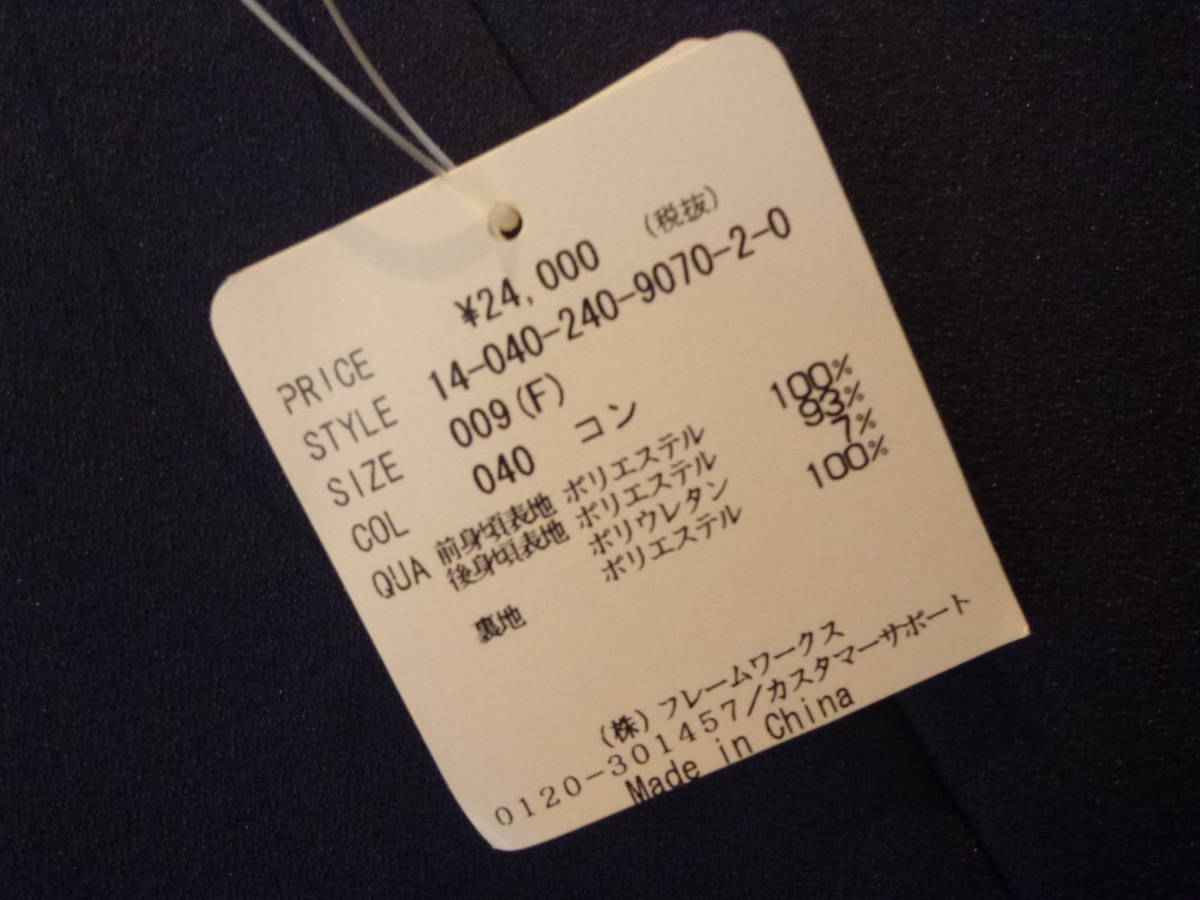 PRICE ¥24,000 (税抜)
STYLE 14-040-240-9070-2-0
SIZE 009(F)
COL 040 コン
QUA 前身頃表地 ポリエステル 100%
後身頃表地 ポリエステル 93%
ポリウレタン 7%
裏地 ポリエステル 100%
(株)フレームワークス
0120-301457/カスタマーサポート
Made in China